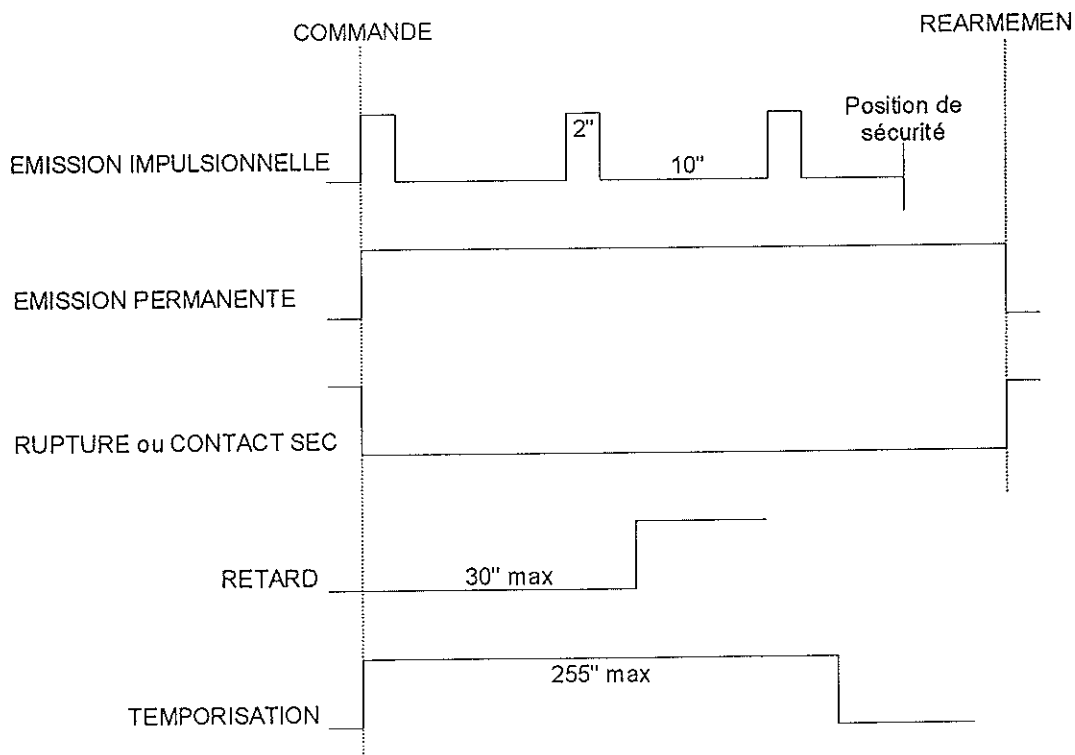 COMMANDE
REARMEMEN
Position de
sécurité
2"
EMISSION IMPULSIONNELLE
10"
EMISSION PERMANENTE
RUPTURE ou CONTACT SEC
RETARD
30" max
255" max
TEMPORISATION